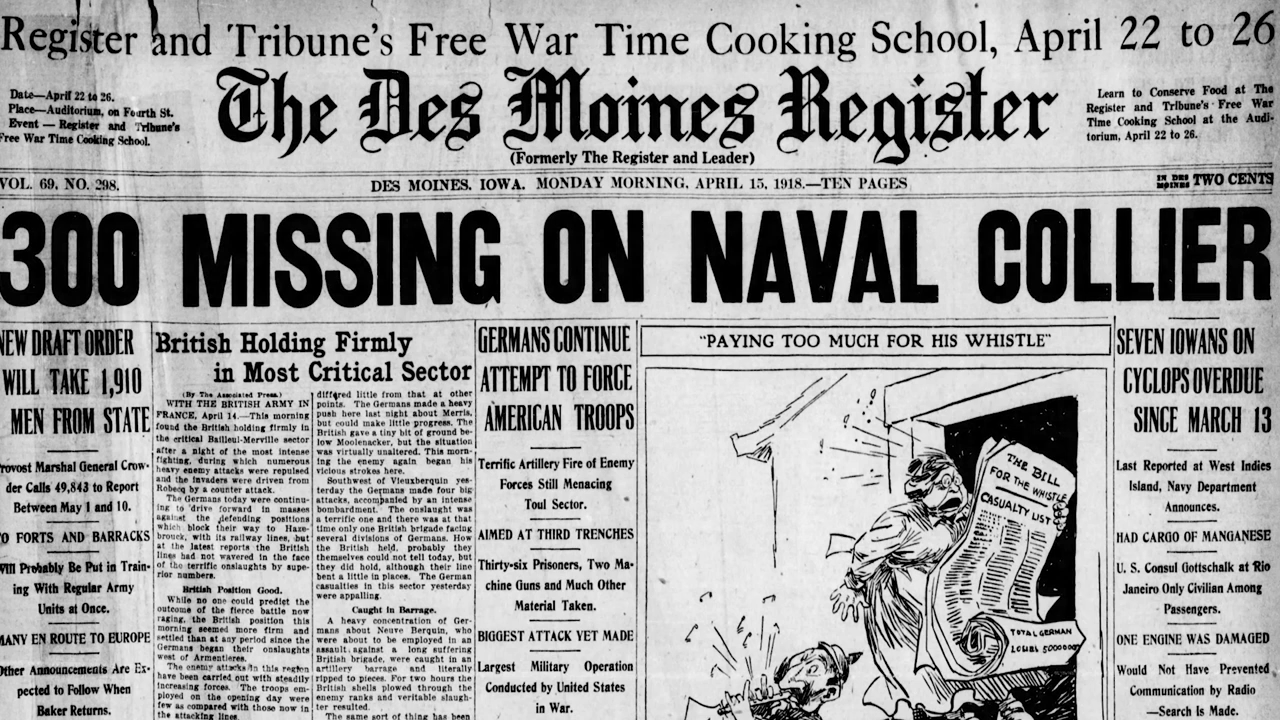 Register and Tribune's Free War Time Cooking School, April 22 to 26
Date—April 22 to 26.
Place—Auditorium, on Fourth St.
Event — Register and Tribune's
Free War Time Cooking School.
The Des Moines Register
(Formerly The Register and Leader)
Learn to Conserve Food at The
Register and Tribune's Free War
Time Cooking School at the Audi-
torium, April 22 to 26.
VOL. 69. NO. 298.
DES MOINES, IOWA, MONDAY MORNING, APRIL 15, 1918.—TEN PAGES
IN DES
MOINES TWO CENTS
300 MISSING ON NAVAL COLLIER
NEW DRAFT ORDER
WILL TAKE 1,910
MEN FROM STATE
Provost Marshal General Crow-
der Calls 49,843 to Report
Between May 1 and 10.
TO FORTS AND BARRACKS
Will Probably Be Put in Train-
ing With Regular Army
Units at Once.
MANY EN ROUTE TO EUROPE
Other Announcements Are Ex-
pected to Follow When
Baker Returns.
British Holding Firmly
in Most Critical Sector
(By The Associated Press.)
WITH THE BRITISH ARMY IN
FRANCE, April 14.—This morning
found the British holding firmly in
the critical Bailleul-Merville sector
after a night of the most intense
fighting, during which numerous
heavy enemy attacks were repulsed
and the invaders were driven from
Robecq by a counter attack.
The Germans today were continu-
ing to drive forward in masses
against the defending positions
which block their way to Haze-
brouck, with its railway lines, but
at the latest reports the British
lines had not wavered in the face
of the terrific onslaughts by supe-
rior numbers.
British Position Good.
While no one could predict the
outcome of the fierce battle now
raging, the British position this
morning seemed more firm and
settled than at any period since the
Germans began their onslaughts
west of Armentieres.
The enemy attacks in this region
have been carried out with steadily
increasing forces. The troops em-
ployed on the opening day were
few as compared with those now in
the attacking lines.
differed little from that at other
points. The Germans made a heavy
push here last night about Merris,
but could make little progress. The
British gave a tiny bit of ground be-
low Moolenacker, but the situation
was virtually unaltered. This morn-
ing the enemy again began his
vicious strokes here.
Southwest of Vieuxberquin yes-
terday the Germans made four big
attacks, accompanied by an intense
bombardment. The onslaught was
a terrific one and there was at that
time only one British brigade facing
several divisions of Germans. How
the British held, probably they
themselves could not tell today, but
they did hold, although their line
bent a little in places. The German
casualties in this sector yesterday
were appalling.
Caught in Barrage.
A heavy concentration of Ger-
mans about Neuve Berquin, who
were about to be employed in an
assault against a long suffering
British brigade, were caught in an
artillery barrage and literally
ripped to pieces. For two hours the
British shells plowed through the
enemy ranks and veritable slaugh-
ter resulted.
The same sort of thing has been
GERMANS CONTINUE
ATTEMPT TO FORCE
AMERICAN TROOPS
Terrific Artillery Fire of Enemy
Forces Still Menacing
Toul Sector.
AIMED AT THIRD TRENCHES
Thirty-six Prisoners, Two Ma-
chine Guns and Much Other
Material Taken.
BIGGEST ATTACK YET MADE
Largest Military Operation
Conducted by United States
in War.
"PAYING TOO MUCH FOR HIS WHISTLE"
THE BILL
FOR THE WHISTLE
CASUALTY LIST
TOTAL GERMAN
SEVEN IOWANS ON
CYCLOPS OVERDUE
SINCE MARCH 13
Last Reported at West Indies
Island, Navy Department
Announces.
HAD CARGO OF MANGANESE
U. S. Consul Gottschalk at Rio
Janeiro Only Civilian Among
Passengers.
ONE ENGINE WAS DAMAGED
Would Not Have Prevented
Communication by Radio
—Search Is Made.